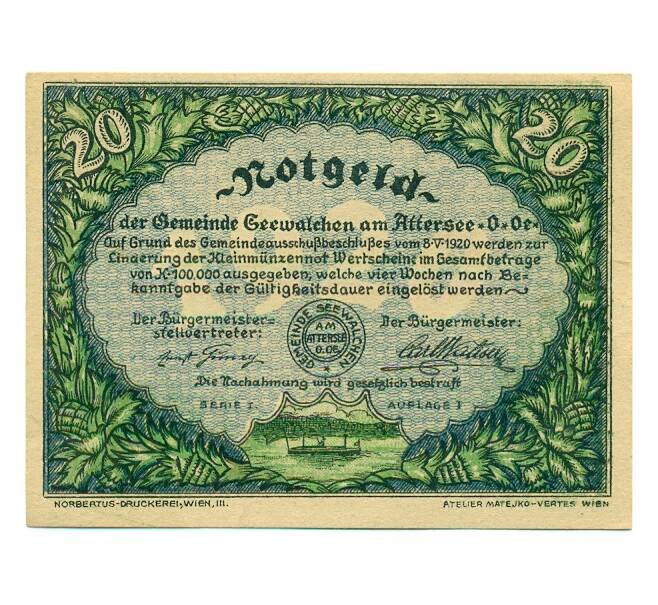 20
20
Notgeld
der Gemeinde Seewalchen am Attersee O Oe
Auf Grund des Gemeindeausschußbeschlußes vom 8.V.1920 werden zur
Linderung der Kleinmünzennot Wertscheine im Gesamtbetrage
von K 100.000 ausgegeben, welche vier Wochen nach Be-
kanntgabe der Gültigkeitsdauer eingelöst werden
Der Bürgermeister-
stellvertreter:
Der Bürgermeister:
GEMEINDE SEEWALCHEN
AM
ATTERSEE
O.OE.
Die Nachahmung wird gesetzlich bestraft
SERIE I
AUFLAGE I
NORBERTUS-DRUCKEREI, WIEN, III.
ATELIER MATEJKO-VERTES WIEN